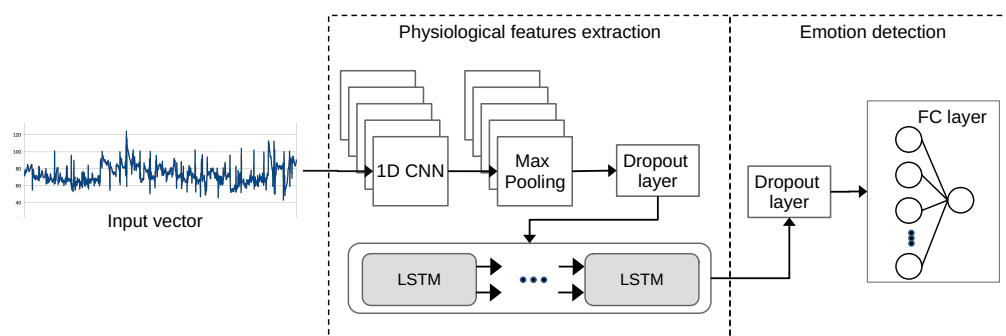 Physiological features extraction
Emotion detection
FC layer
120
100
80
60
40
Input vector
1D CNN
Max
Pooling
Dropout
layer
Dropout
layer
LSTM
LSTM